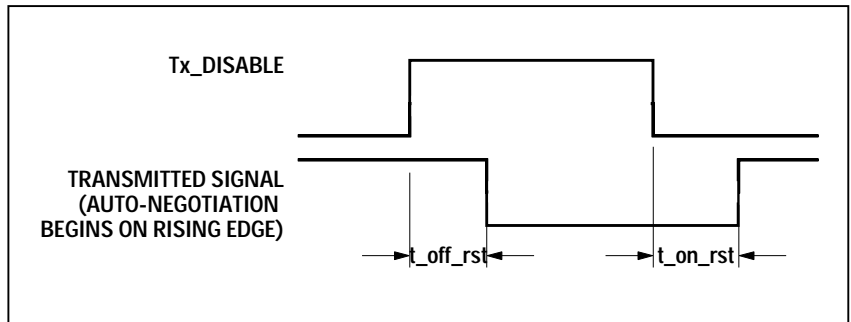 Tx_DISABLE
TRANSMITTED SIGNAL
(AUTO-NEGOTIATION
BEGINS ON RISING EDGE)
t_off_rst
t_on_rst